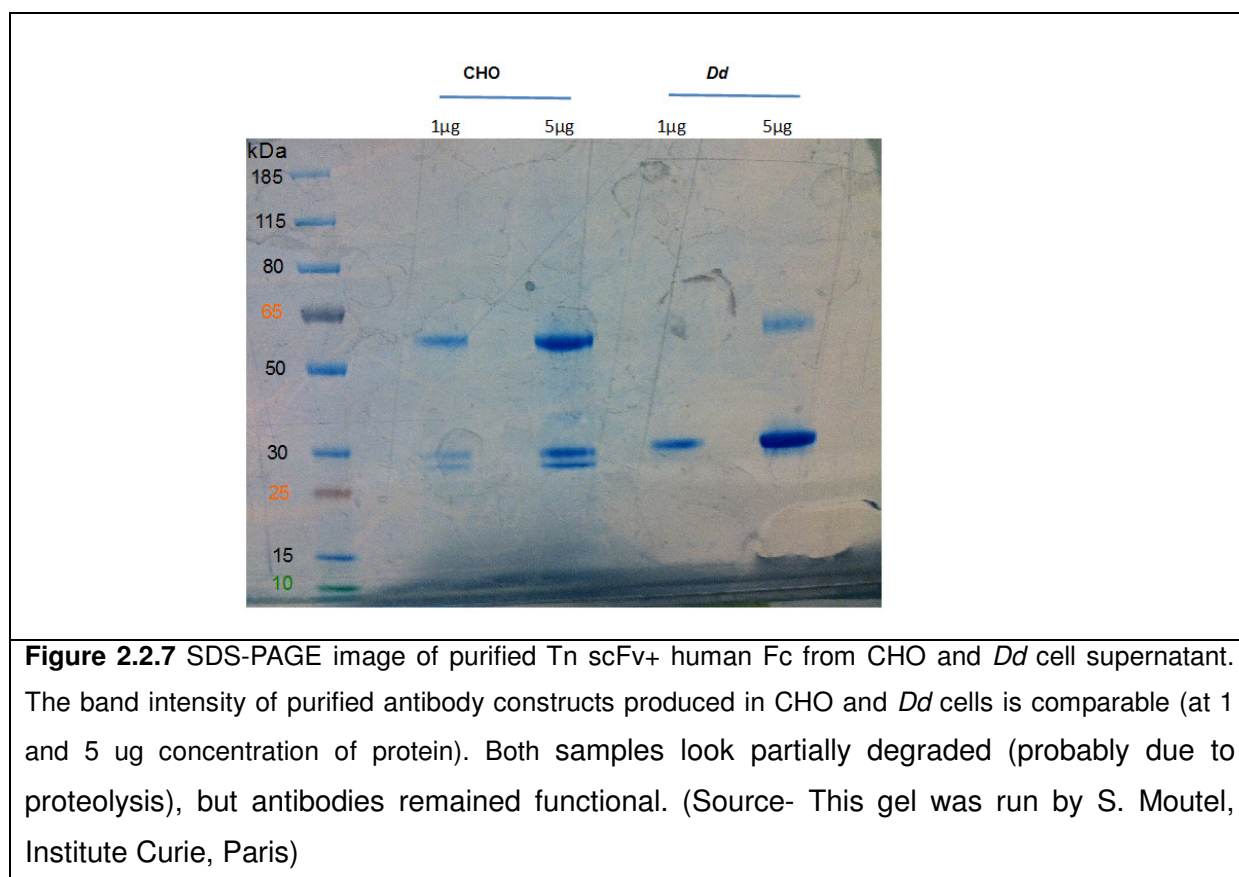 CHO Dd
1µg 5µg 1µg 5µg
kDa
185
115
80
65
50
30
25
15
10
Figure 2.2.7 SDS-PAGE image of purified Tn scFv+ human Fc from CHO and Dd cell supernatant.
The band intensity of purified antibody constructs produced in CHO and Dd cells is comparable (at 1
and 5 ug concentration of protein). Both samples look partially degraded (probably due to
proteolysis), but antibodies remained functional. (Source- This gel was run by S. Moutel,
Institute Curie, Paris)